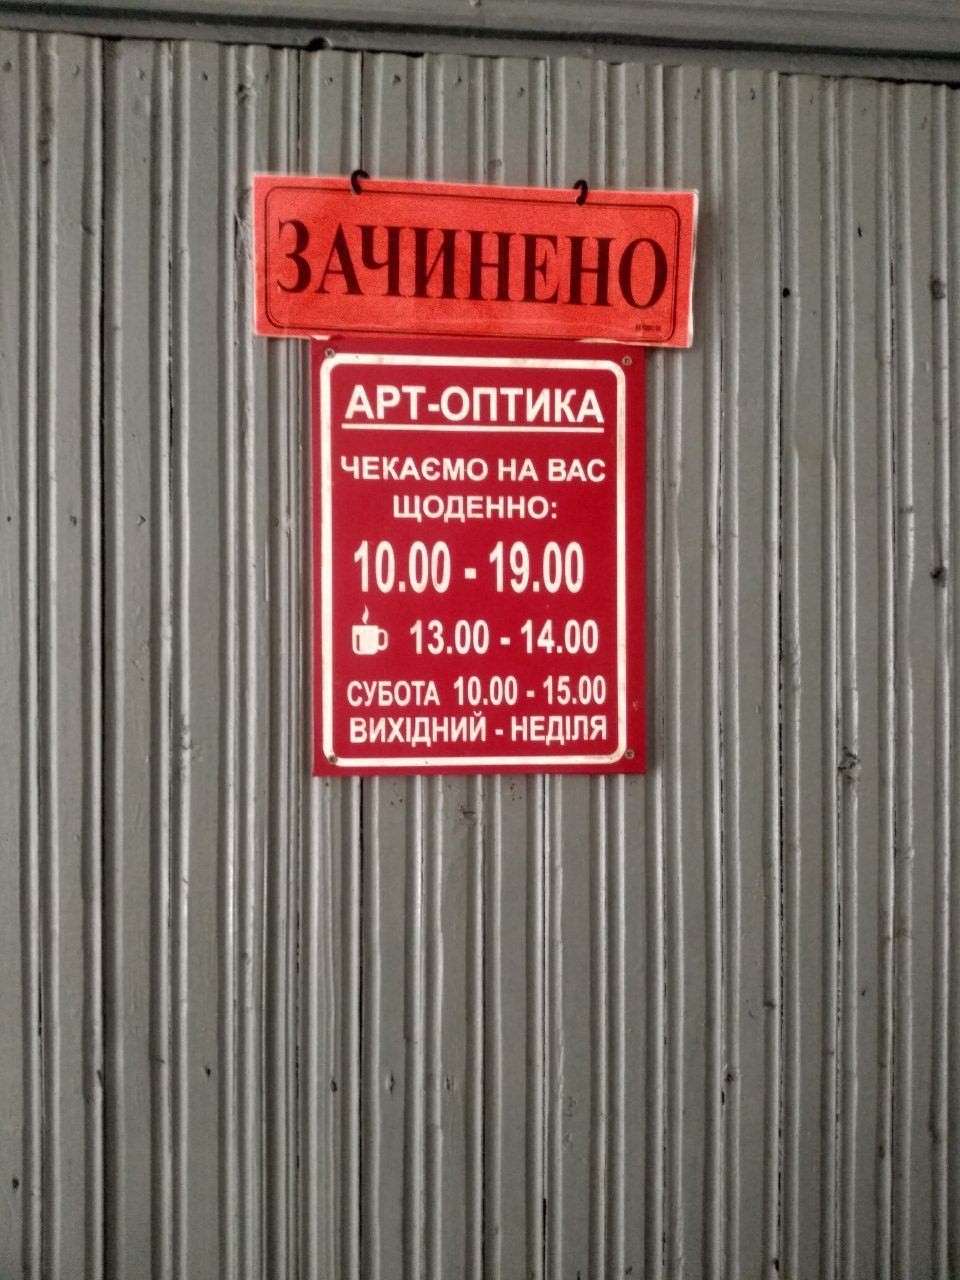 ЗАЧИНЕНО
АРТ-ОПТИКА
ЧЕКАЄМО НА ВАС
ЩОДЕННО:
10.00 - 19.00
13.00 - 14.00
СУБОТА 10.00 - 15.00
ВИХІДНИЙ - НЕДІЛЯ